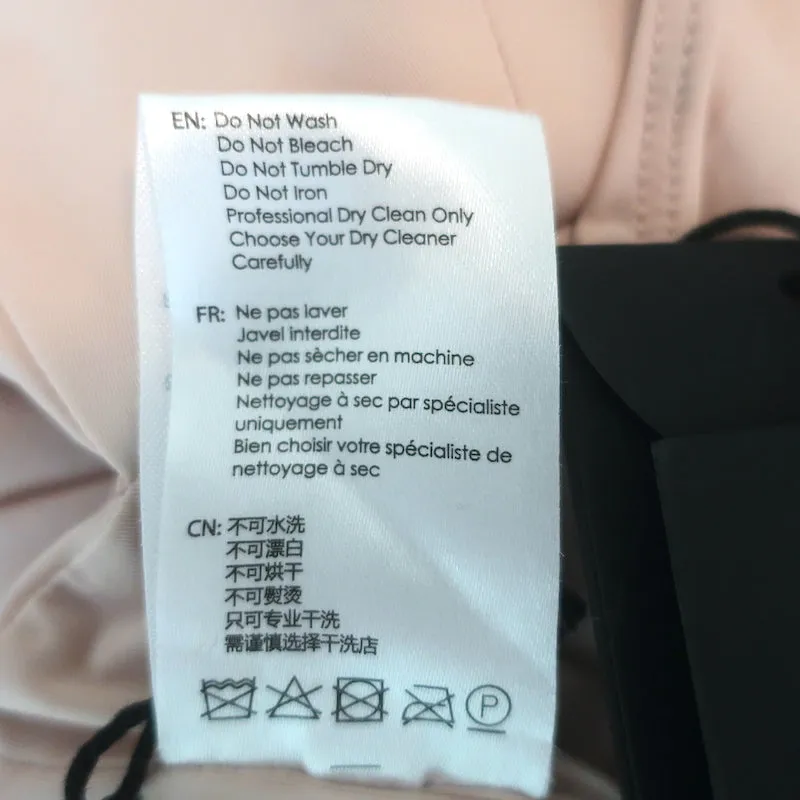 EN: Do Not Wash
Do Not Bleach
Do Not Tumble Dry
Do Not Iron
Professional Dry Clean Only
Choose Your Dry Cleaner
Carefully
FR: Ne pas laver
Javel interdite
Ne pas sècher en machine
Ne pas repasser
Nettoyage à sec par spécialiste
uniquement
Bien choisir votre spécialiste de
nettoyage à sec
CN: 不可水洗
不可漂白
不可烘干
不可熨烫
只可专业干洗
需谨慎选择干洗店
P